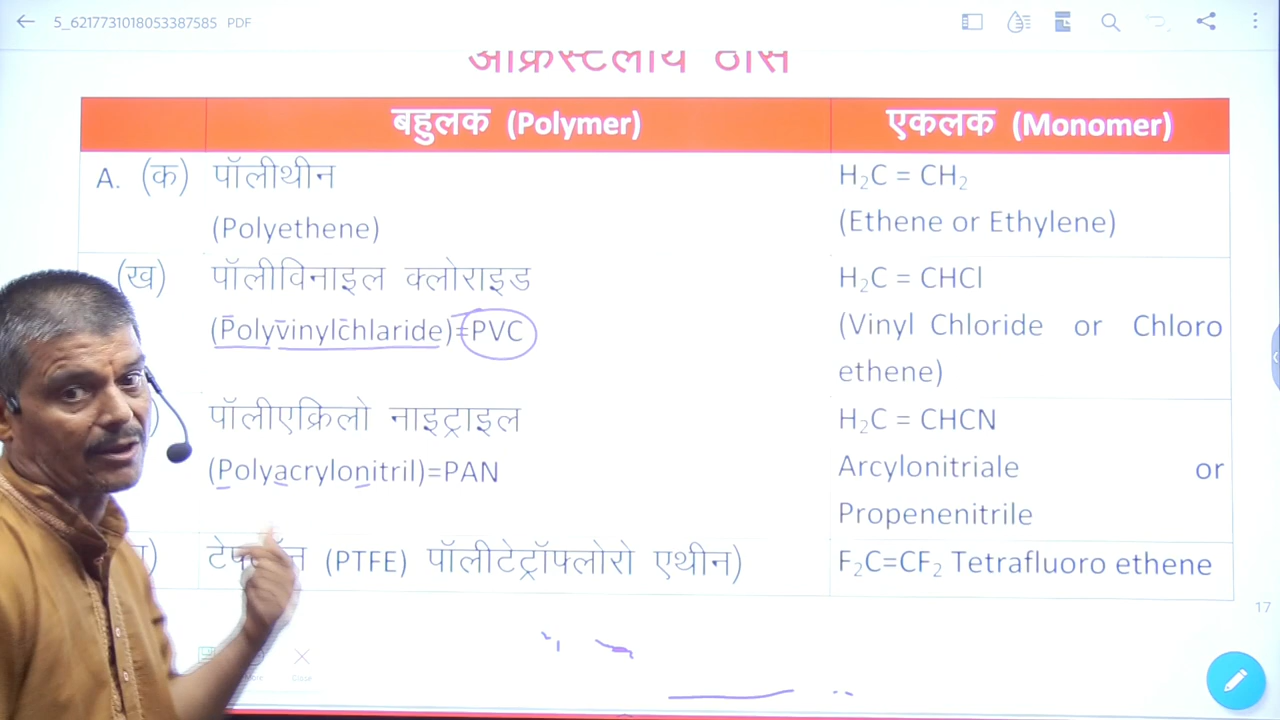 5_6217731018053387585 PDF
बहुलक (Polymer) एकलक (Monomer)
A. (क) पॉलीथीन H₂C = CH₂
(Polyethene) (Ethene or Ethylene)
(ख) पॉलीविनाइल क्लोराइड H₂C = CHCl
(Polyvinylchlaride)=PVC (Vinyl Chloride or Chloro
ethene)
पॉलीएक्रिलो नाइट्राइल H₂C = CHCN
(Polyacrylonitril)=PAN Arcylonitriale or
Propenenitrile
(PTFE) पॉलीटेट्रॉफ्लोरो एथीन) F₂C=CF₂ Tetrafluoro ethene
17
More Close